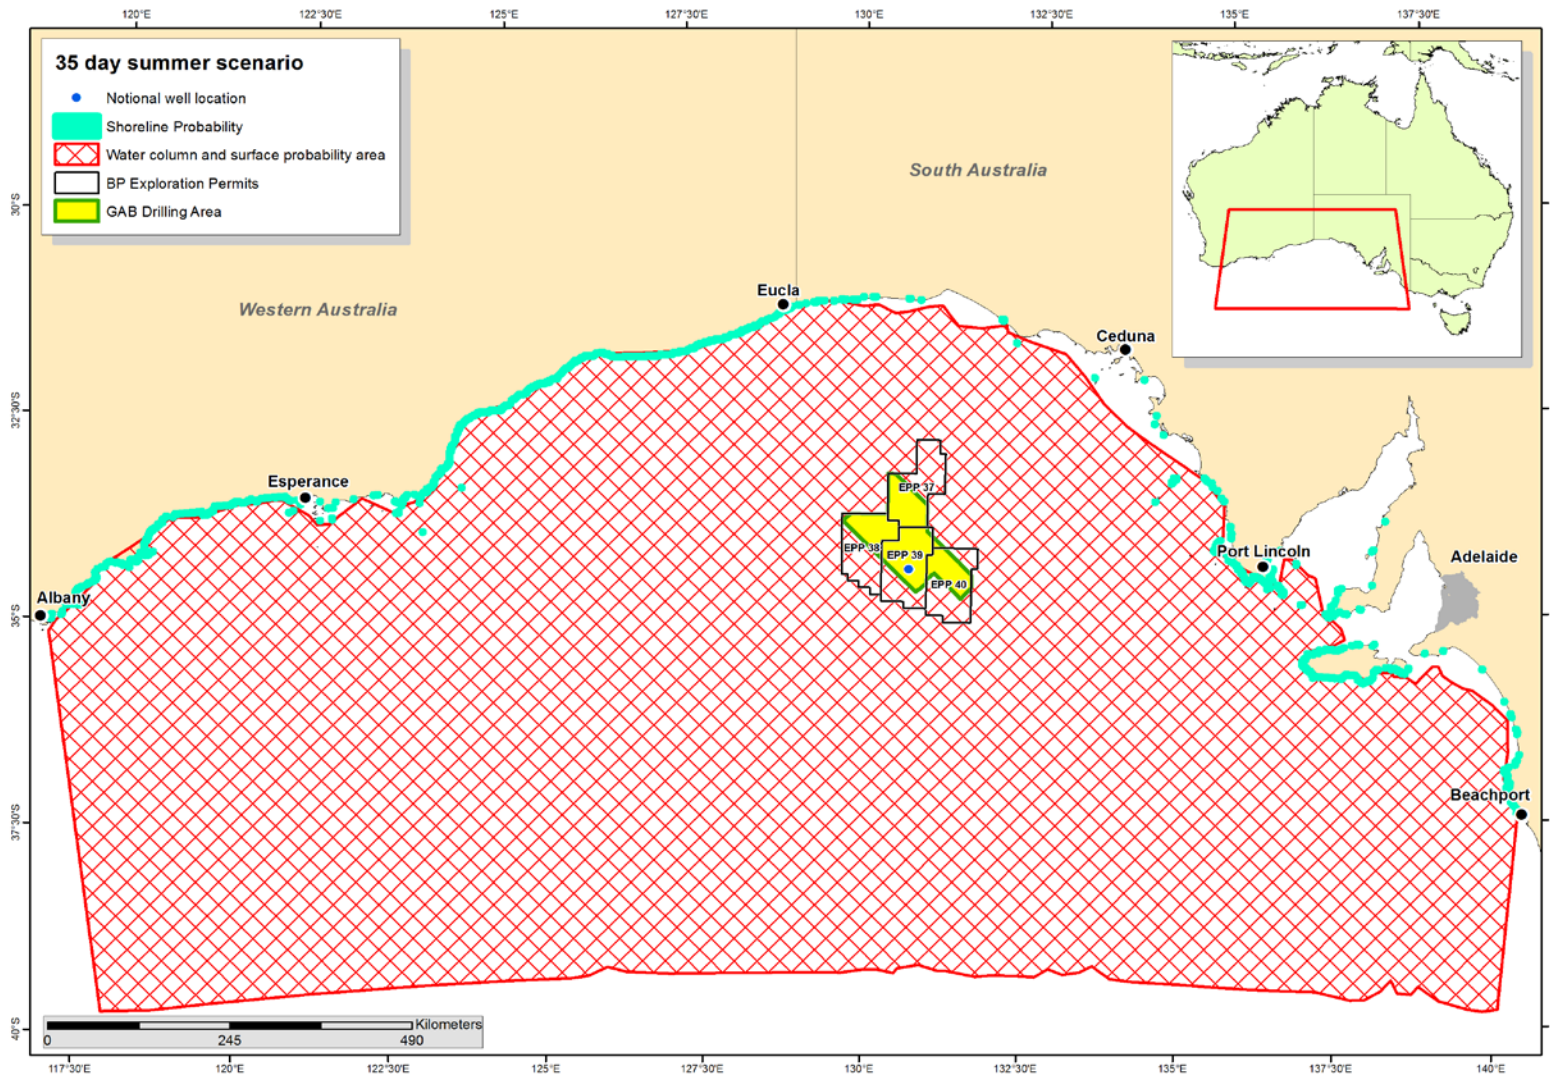 120°E 122°30'E 125°E 127°30'E 130°E 132°30'E 135°E 137°30'E
35 day summer scenario
Notional well location
Shoreline Probability
Water column and surface probability area
BP Exploration Permits
GAB Drilling Area
South Australia
Western Australia
30°S
Eucla
Ceduna
32°30'S
Esperance
EPP 37
EPP 38
EPP 39
EPP 40
Port Lincoln
Adelaide
Albany
35°S
Beachport
37°30'S
Kilometers
0 245 490
40°S
117°30'E 120°E 122°30'E 125°E 127°30'E 130°E 132°30'E 135°E 137°30'E 140°E